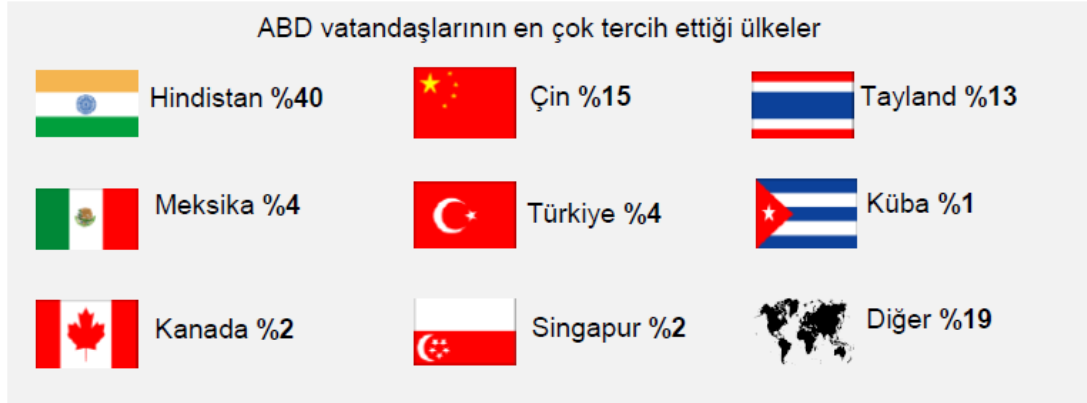 ABD vatandaşlarının en çok tercih ettiği ülkeler
Hindistan %40
Çin %15
Tayland %13
Meksika %4
Türkiye %4
Küba %1
Kanada %2
Singapur %2
Diğer %19